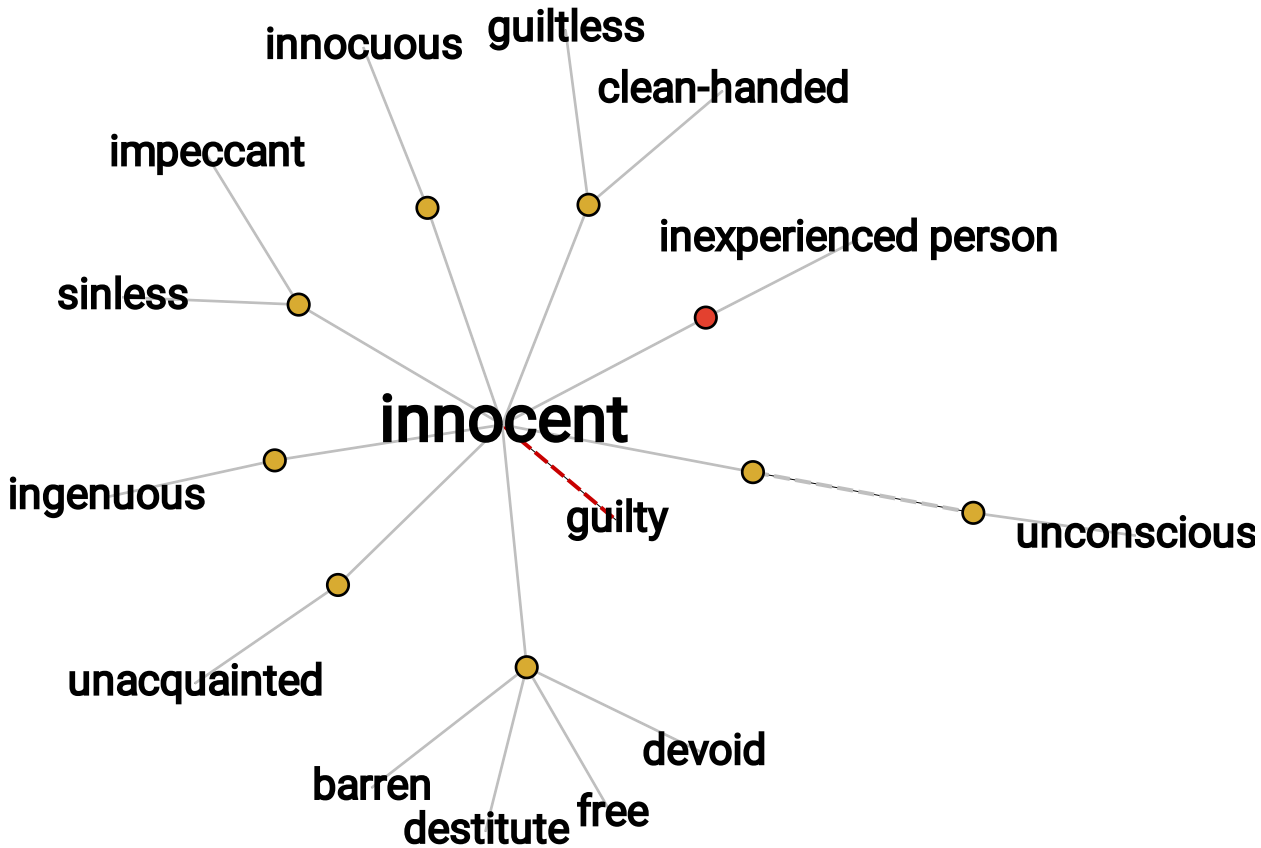 guiltless
innocuous
clean-handed
impeccant
inexperienced person
sinless
innocent
ingenuous
guilty
unconscious
unacquainted
devoid
barren
free
destitute